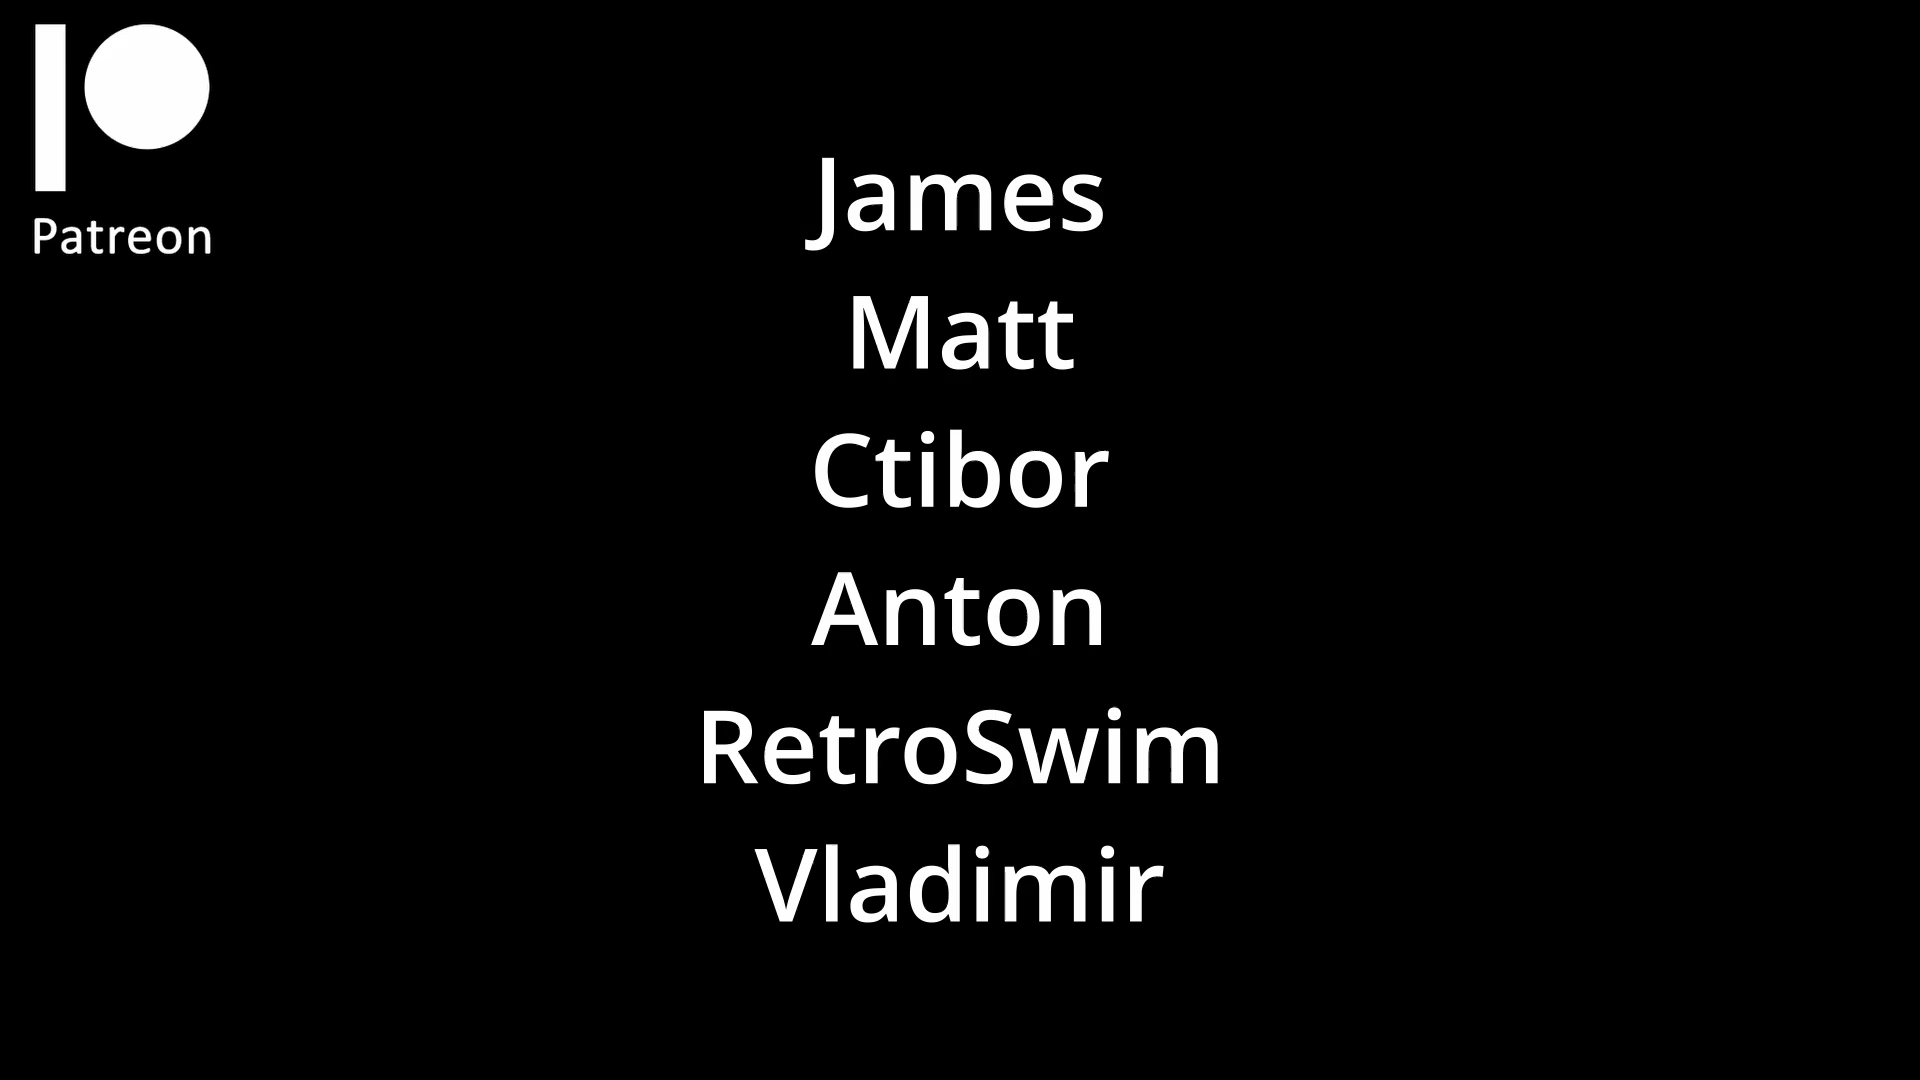 Patreon
James
Matt
Ctibor
Anton
RetroSwim
Vladimir